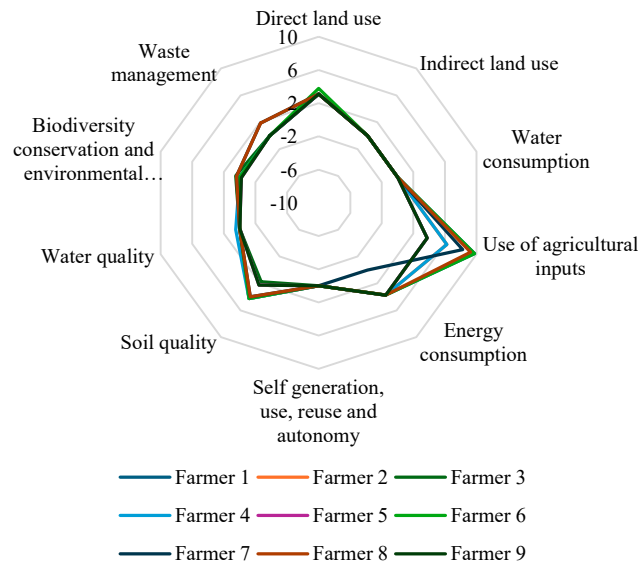 Direct land use
Indirect land use
Water
consumption
Use of agricultural
inputs
Energy
consumption
Self generation,
use, reuse and
autonomy
Soil quality
Water quality
Biodiversity
conservation and
environmental…
Waste
management
10
6
2
-2
-6
-10
Farmer 1 Farmer 2 Farmer 3
Farmer 4 Farmer 5 Farmer 6
Farmer 7 Farmer 8 Farmer 9